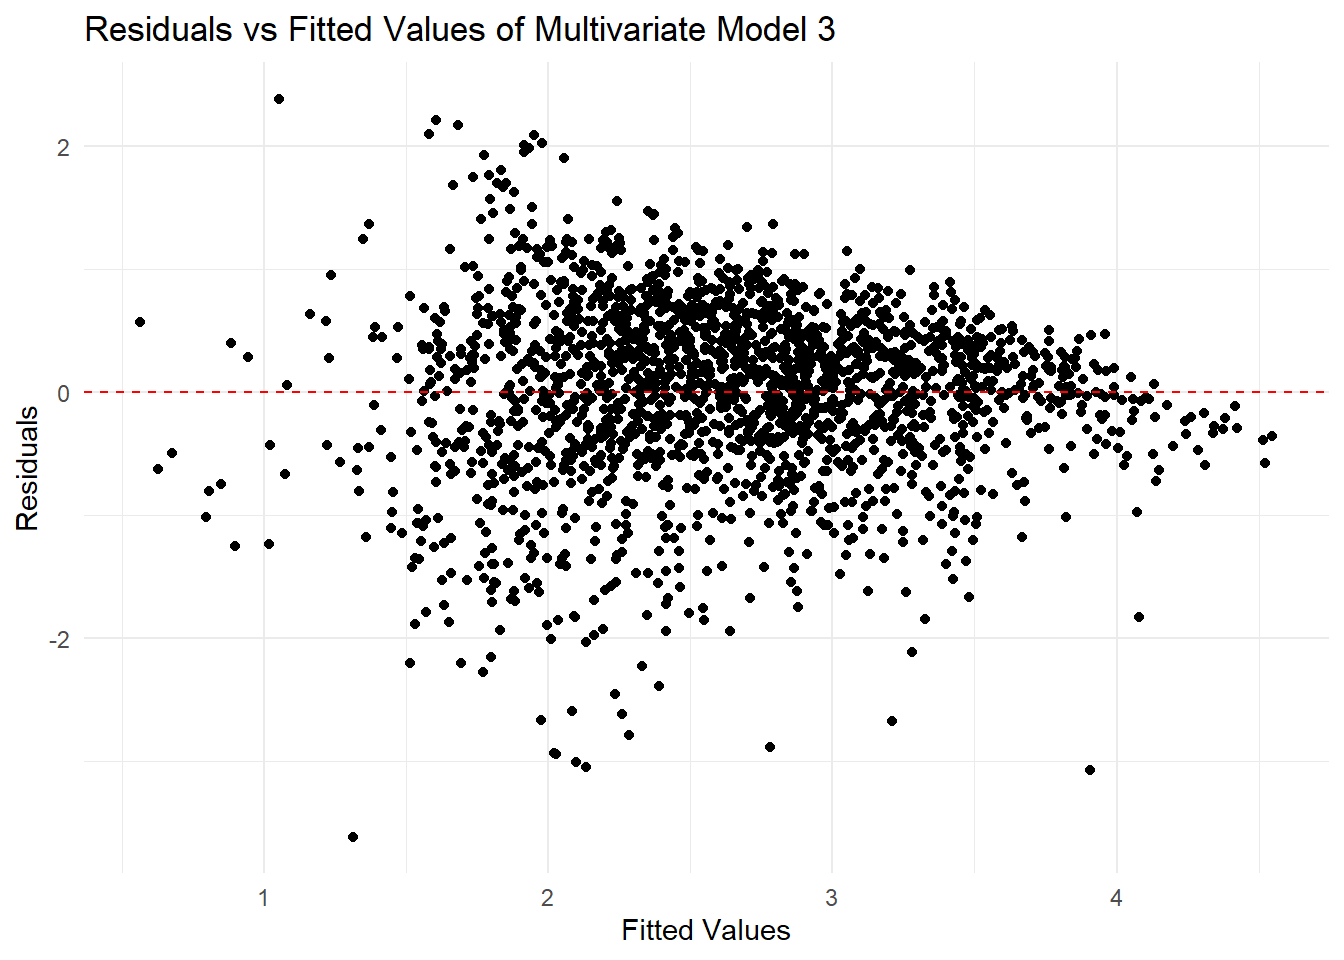 Residuals vs Fitted Values of Multivariate Model 3
2
0
-2
Residuals
1 2 3 4
Fitted Values